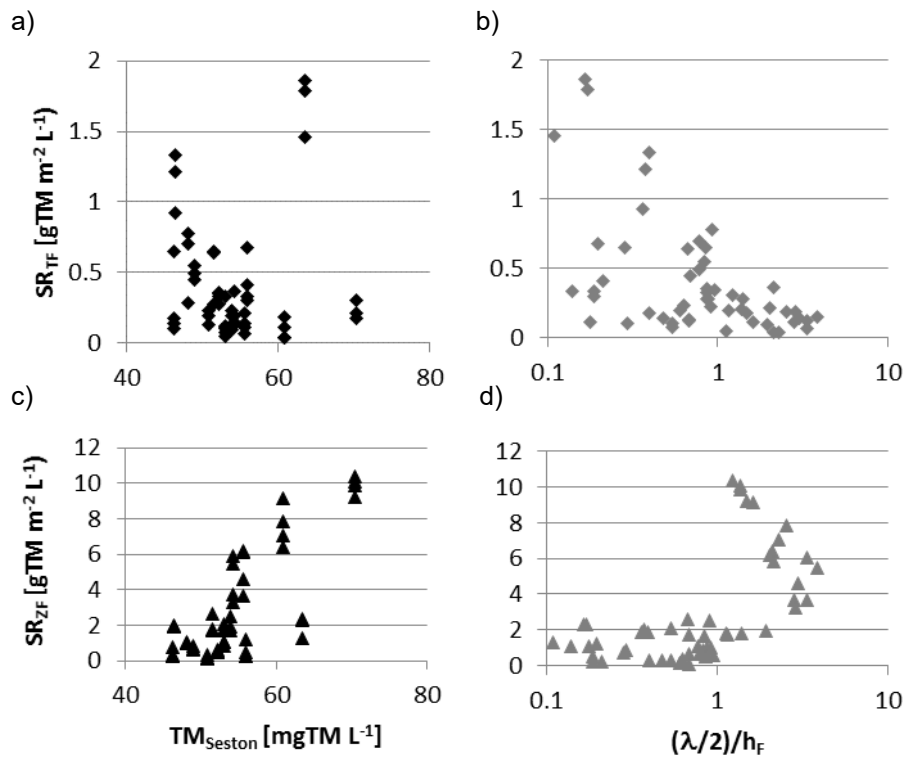 a)
b)
2
1.5
1
0.5
0
SR_TF [gTM m⁻² L⁻¹]
40 60 80
2
1.5
1
0.5
0
0.1 1 10
c)
d)
12
10
8
6
4
2
0
SR_ZF [gTM m⁻² L⁻¹]
40 60 80
TM_Seston [mgTM L⁻¹]
12
10
8
6
4
2
0
0.1 1 10
(λ/2)/h_F